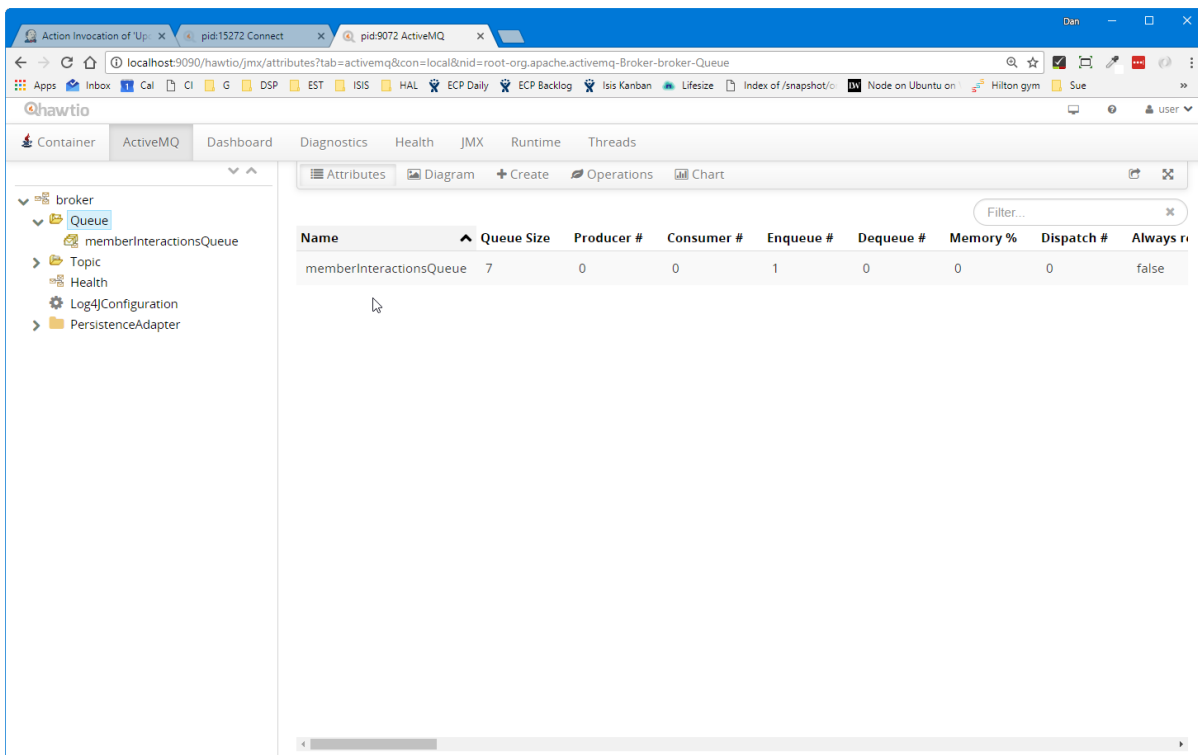 Dan
Action Invocation of 'Up: pid:15272 Connect pid:9072 ActiveMQ
localhost:9090/hawtio/jmx/attributes?tab=activemq&con=local&nid=root-org.apache.activemq-Broker-broker-Queue
Apps Inbox Cal CI G DSP EST ISIS HAL ECP Daily ECP Backlog Isis Kanban Lifesize Index of /snapshot/o Node on Ubuntu on Hilton gym Sue »
hawtio user
Container ActiveMQ Dashboard Diagnostics Health JMX Runtime Threads
Attributes Diagram Create Operations Chart
broker
Queue
memberInteractionsQueue
Topic
Health
Log4JConfiguration
PersistenceAdapter
Filter...
Name Queue Size Producer # Consumer # Enqueue # Dequeue # Memory % Dispatch # Always re
memberInteractionsQueue 7 0 0 1 0 0 0 false